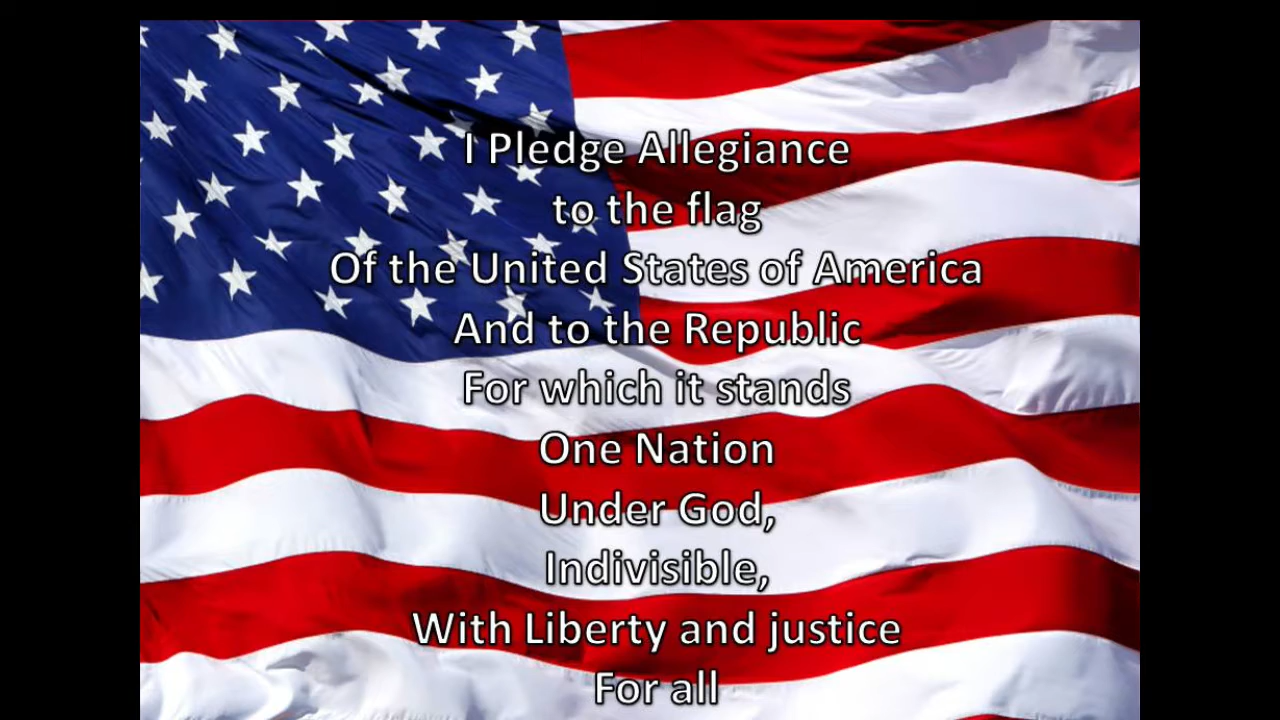 I Pledge Allegiance
to the flag
Of the United States of America
And to the Republic
For which it stands
One Nation
Under God,
Indivisible,
With Liberty and justice
For all